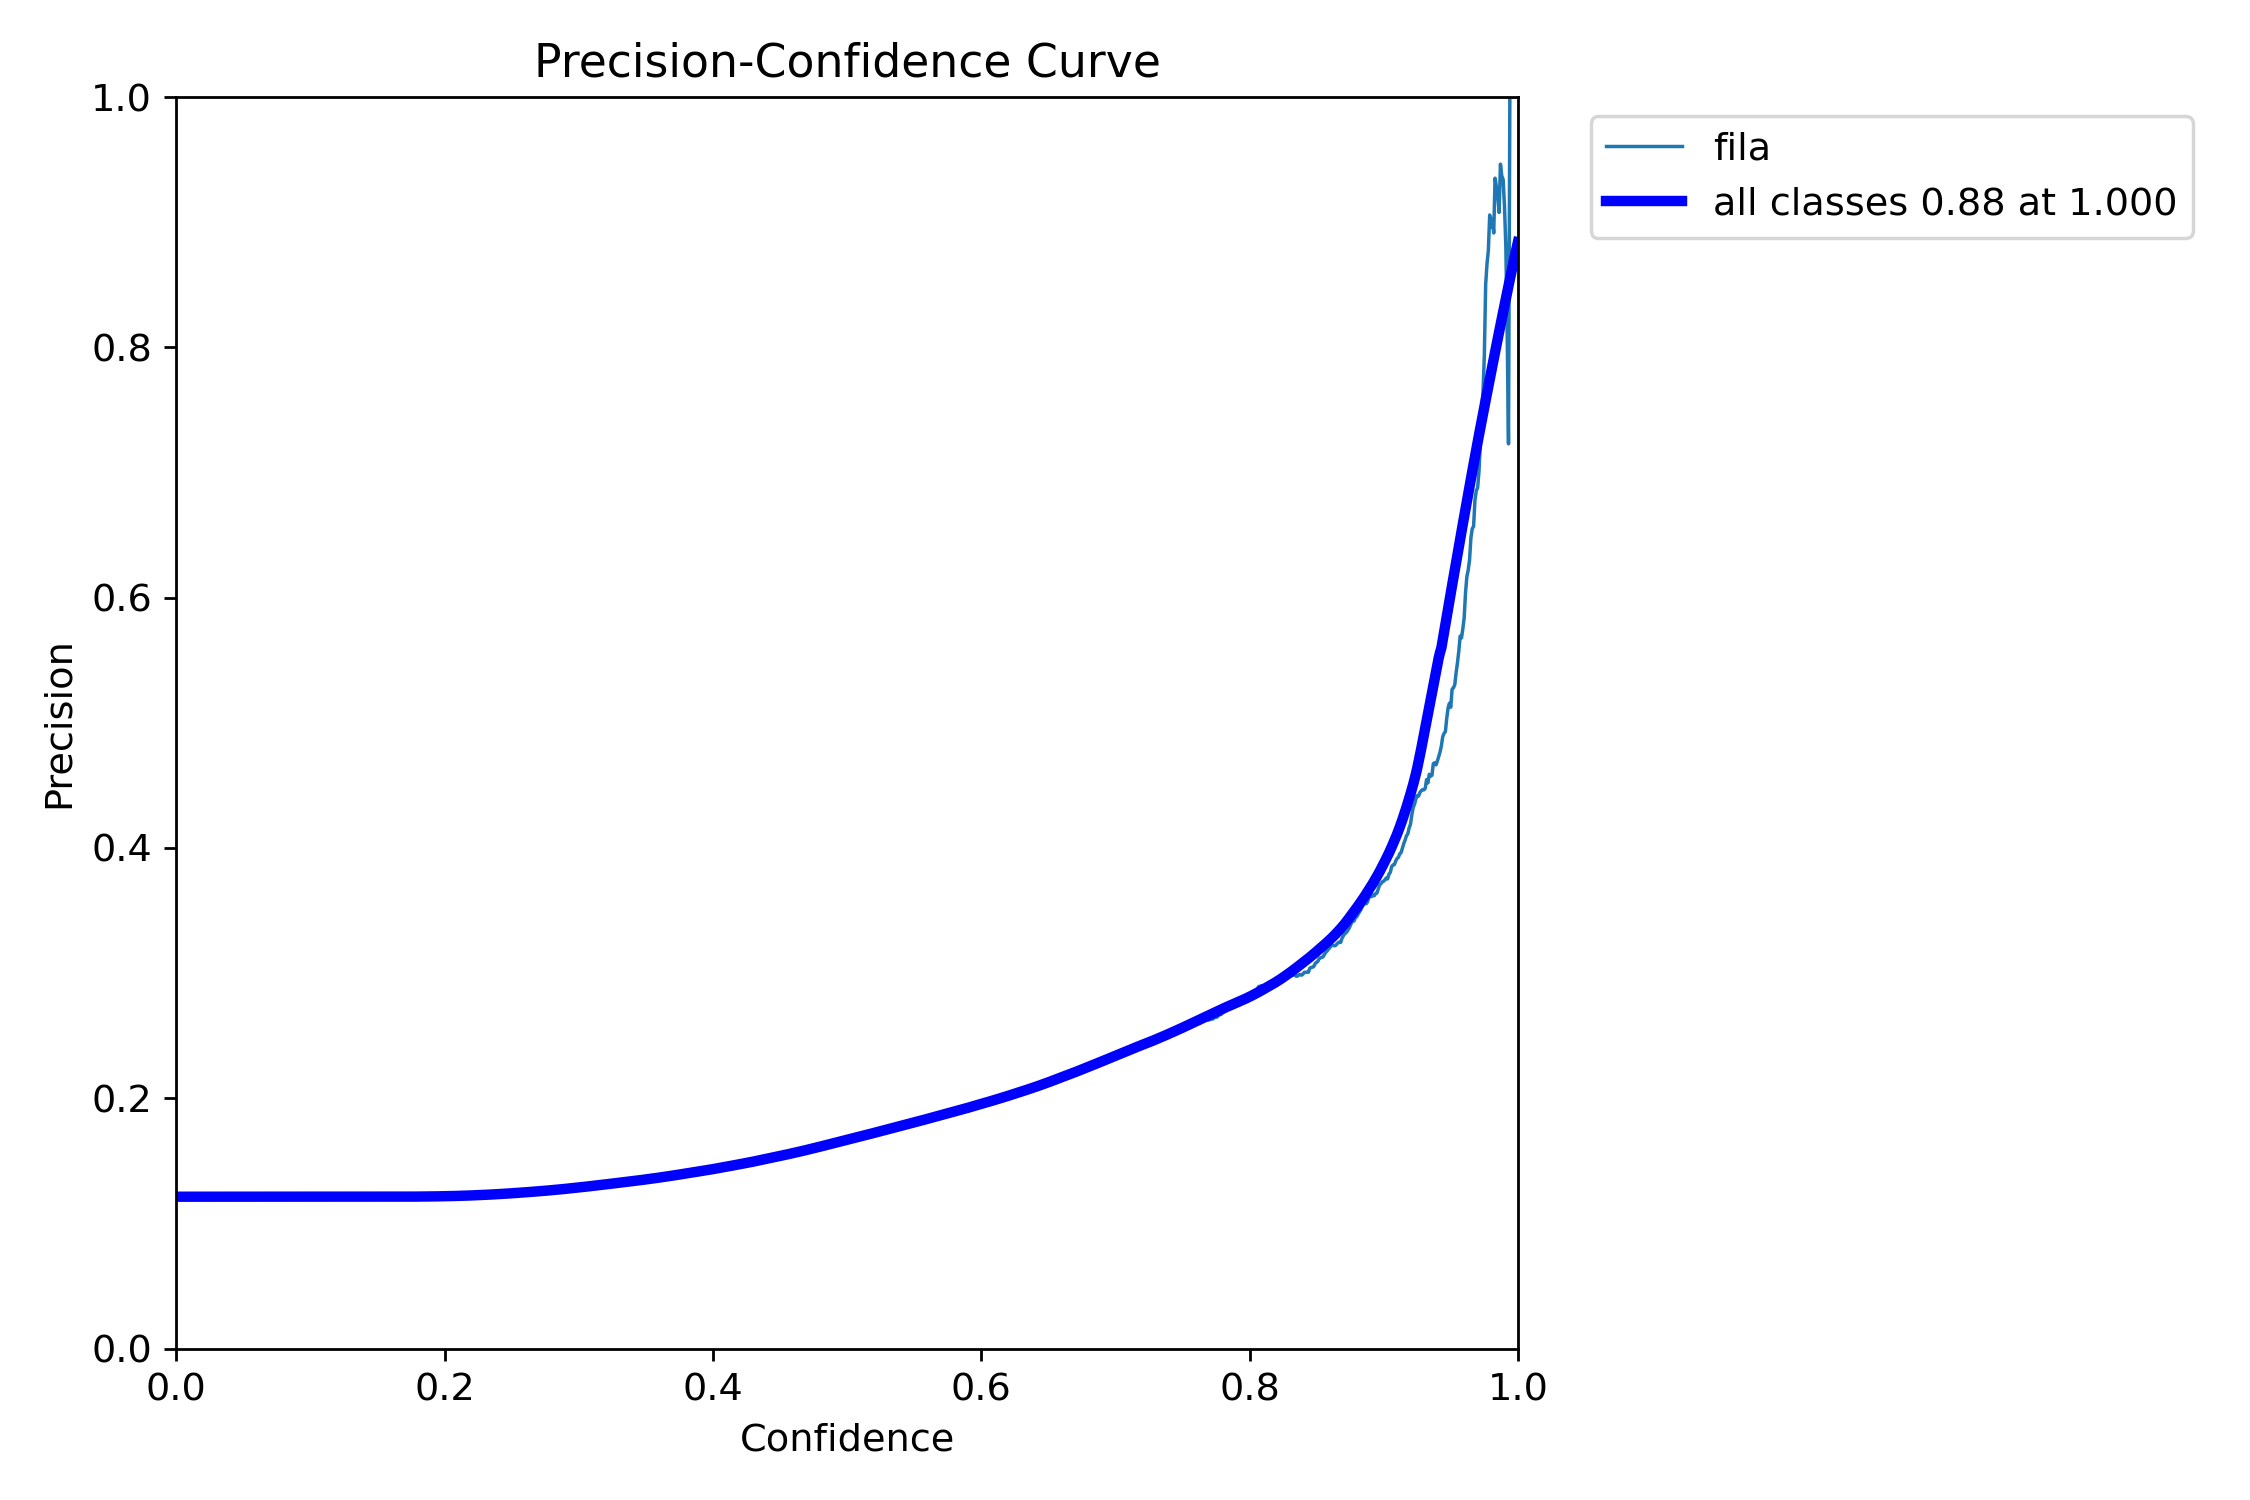 Precision-Confidence Curve
1.0
0.8
0.6
0.4
0.2
0.0
Precision
0.0 0.2 0.4 0.6 0.8 1.0
Confidence
fila
all classes 0.88 at 1.000